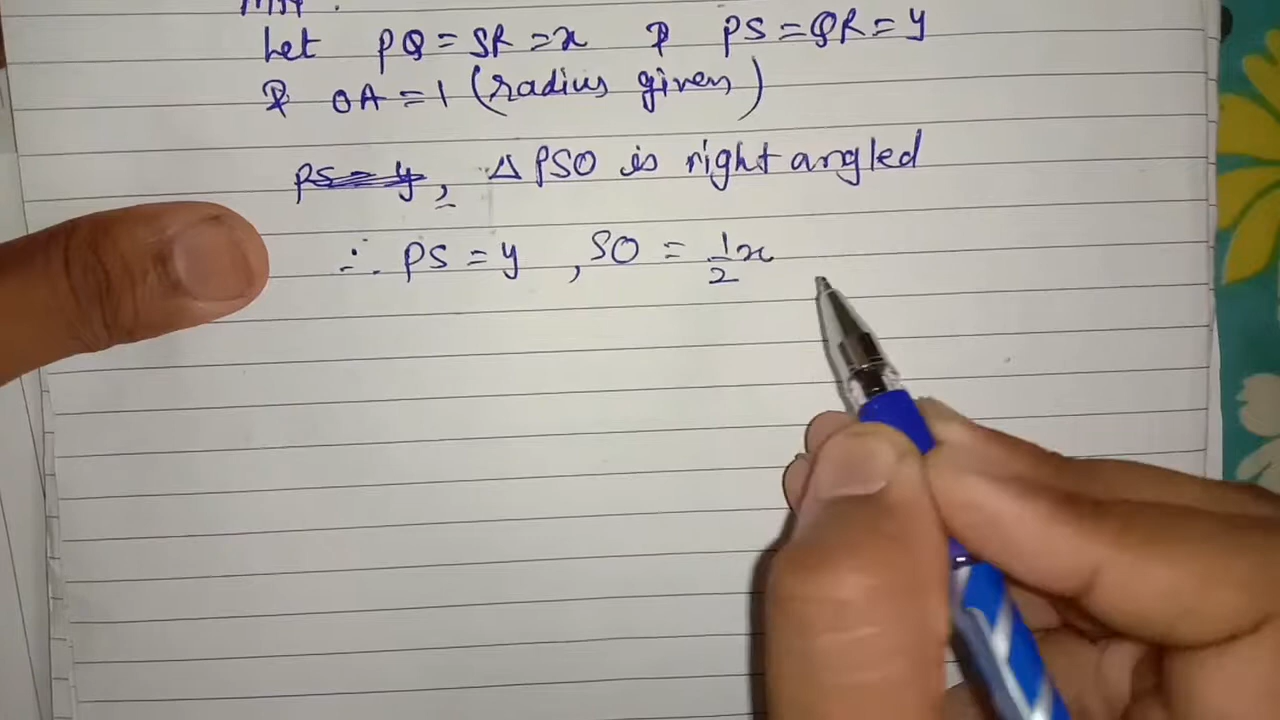 Let PQ = SR = x & PS = QR = y
& OA = 1 (radius given)
PS = y, △ PSO is right angled
∴ PS = y , SO = 1/2 x